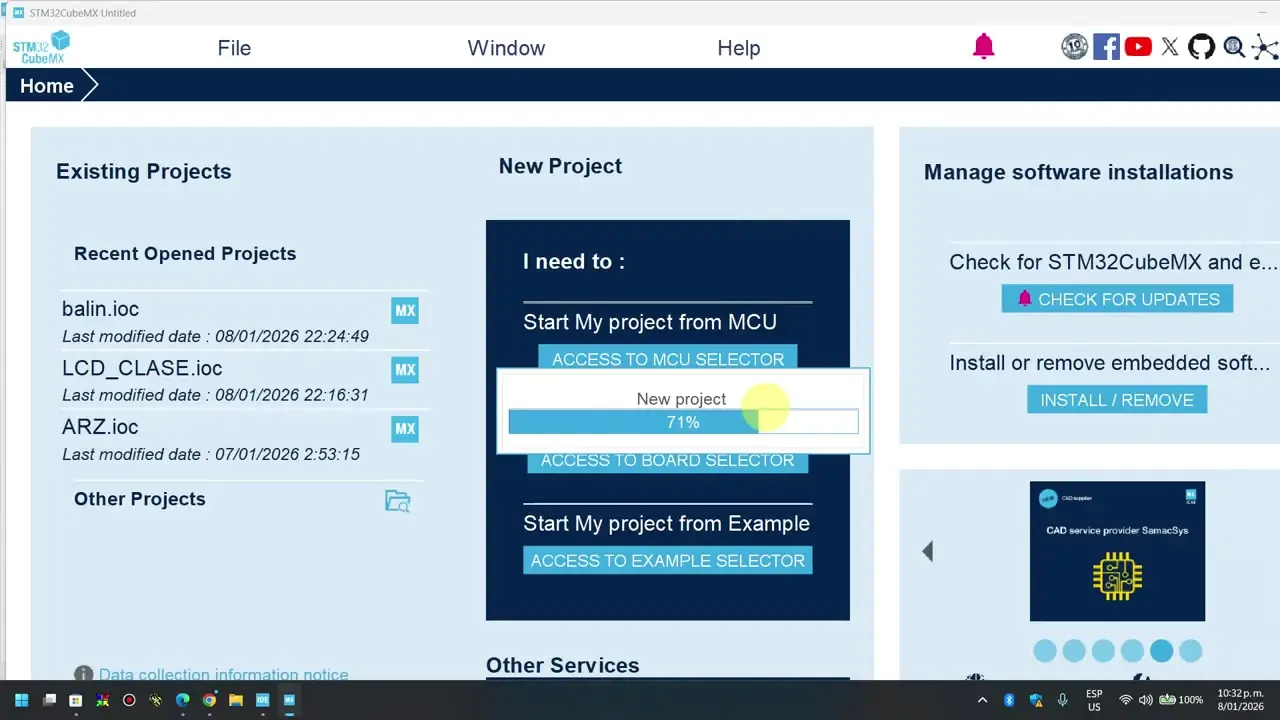 STM32CubeMX Untitled
STM32
CubeMX
File
Window
Help
Home
Existing Projects
Recent Opened Projects
balin.ioc
MX
Last modified date : 08/01/2026 22:24:49
LCD_CLASE.ioc
MX
Last modified date : 08/01/2026 22:16:31
ARZ.ioc
MX
Last modified date : 07/01/2026 2:53:15
Other Projects
Data collection information notice
New Project
I need to :
Start My project from MCU
ACCESS TO MCU SELECTOR
New project
71%
ACCESS TO BOARD SELECTOR
Start My project from Example
ACCESS TO EXAMPLE SELECTOR
Other Services
Manage software installations
Check for STM32CubeMX and e...
CHECK FOR UPDATES
Install or remove embedded soft...
INSTALL / REMOVE
CAD service provider SamacSys
ESP
US
100%
10:32 p. m.
8/01/2026